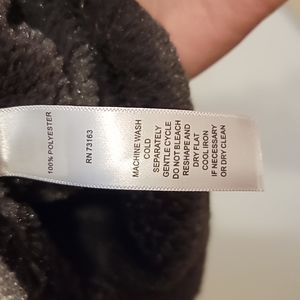 100% POLYESTER
RN 73163
MACHINE WASH
COLD
SEPARATELY
GENTLE CYCLE
DO NOT BLEACH
RESHAPE AND
DRY FLAT
COOL IRON
IF NECESSARY
OR DRY CLEAN